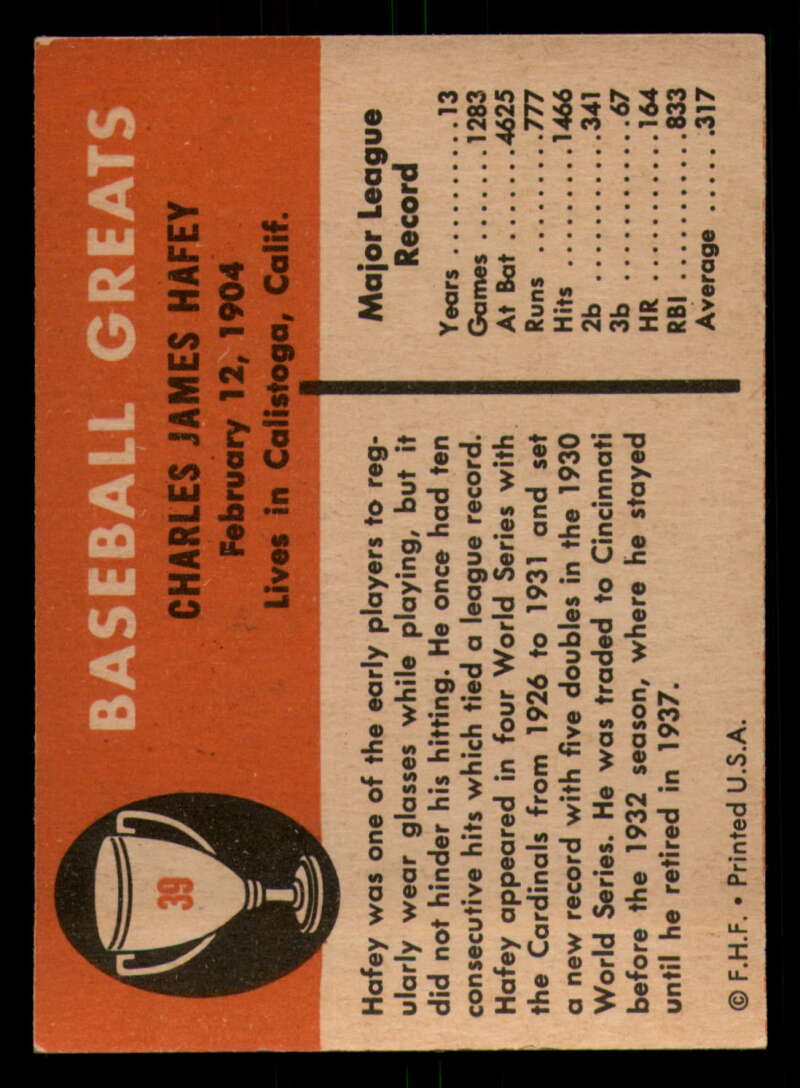 BASEBALL GREATS
CHARLES JAMES HAFEY
February 12, 1904
Lives in Calistoga, Calif.
39
Hafey was one of the early players to reg-
ularly wear glasses while playing, but it
did not hinder his hitting. He once had ten
consecutive hits which tied a league record.
Hafey appeared in four World Series with
the Cardinals from 1926 to 1931 and set
a new record with five doubles in the 1930
World Series. He was traded to Cincinnati
before the 1932 season, where he stayed
until he retired in 1937.
Major League
Record
Years ..........13
Games .......1283
At Bat .......4625
Runs .........777
Hits .........1466
2b ...........341
3b ............67
HR ...........164
RBI ..........833
Average ......317
© F.H.F. • Printed U.S.A.